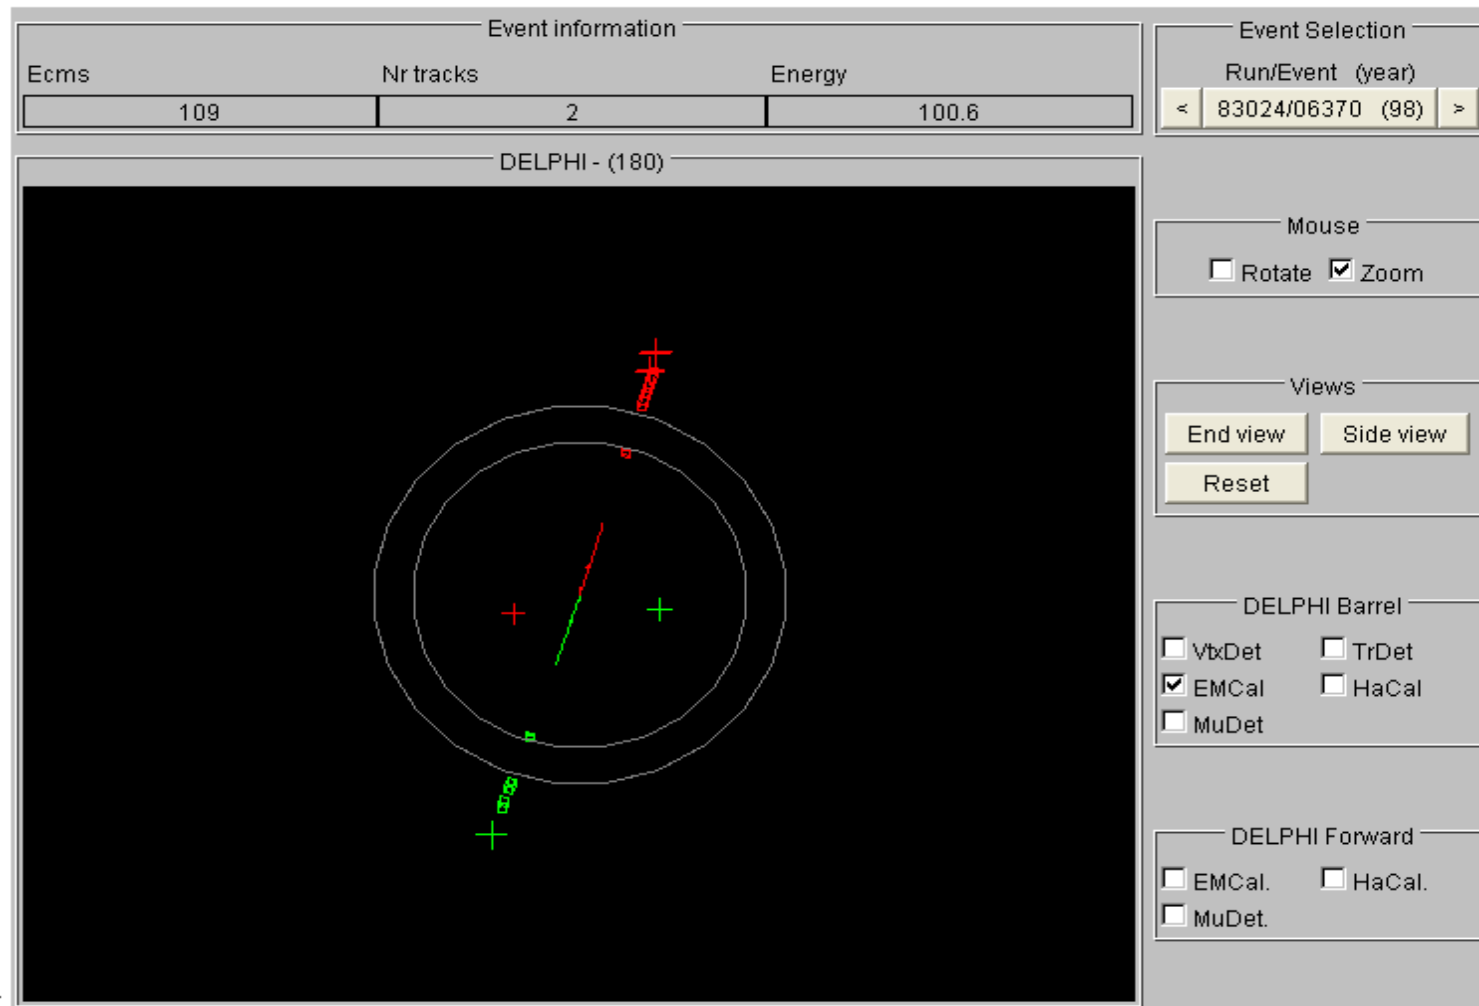 Event information
Ecms Nr tracks Energy
109 2 100.6
Event Selection
Run/Event (year)
< 83024/06370 (98) >
DELPHI - (180)
Mouse
Rotate Zoom
Views
End view Side view
Reset
DELPHI Barrel
VtxDet TrDet
EMCal HaCal
MuDet
DELPHI Forward
EMCal. HaCal.
MuDet.